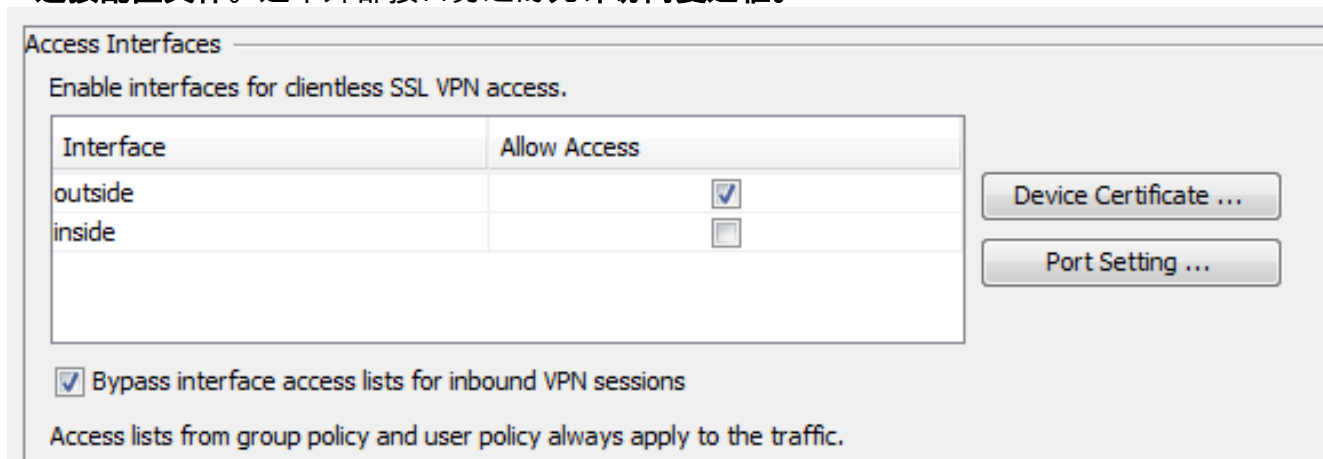 Access Interfaces
Enable interfaces for clientless SSL VPN access.
Interface Allow Access
outside
inside
Device Certificate ...
Port Setting ...
Bypass interface access lists for inbound VPN sessions
Access lists from group policy and user policy always apply to the traffic.